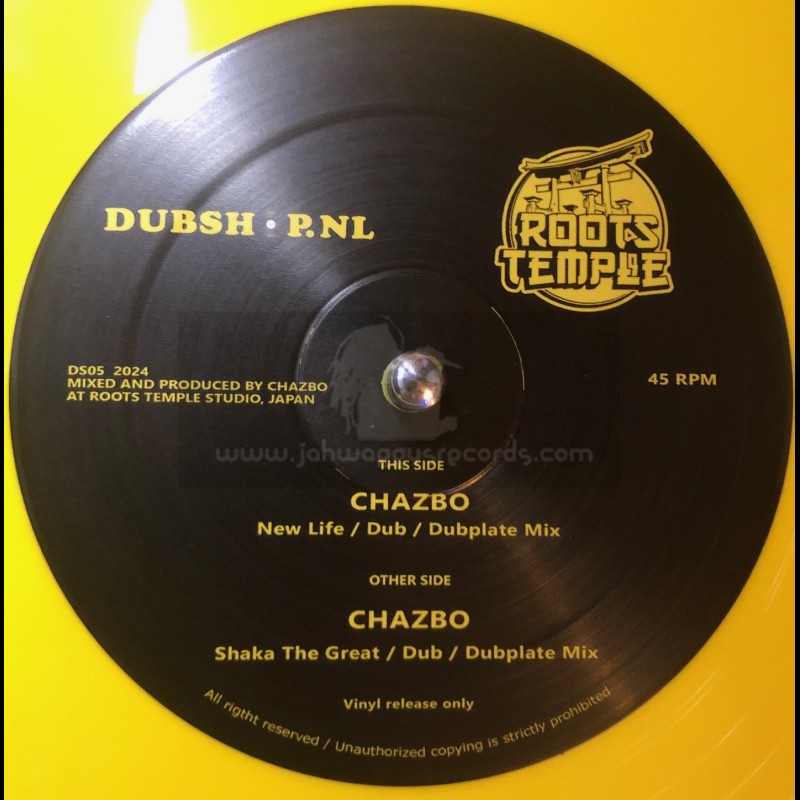 DUBSH•P.NL
ROOTS
TEMPLE
DS05 2024
MIXED AND PRODUCED BY CHAZBO
AT ROOTS TEMPLE STUDIO, JAPAN
45 RPM
www.jahwaggysrecords.com
THIS SIDE
CHAZBO
New Life / Dub / Dubplate Mix
OTHER SIDE
CHAZBO
Shaka The Great / Dub / Dubplate Mix
Vinyl release only
All rigtht reserved / Unauthorized copying is strictly prohibited